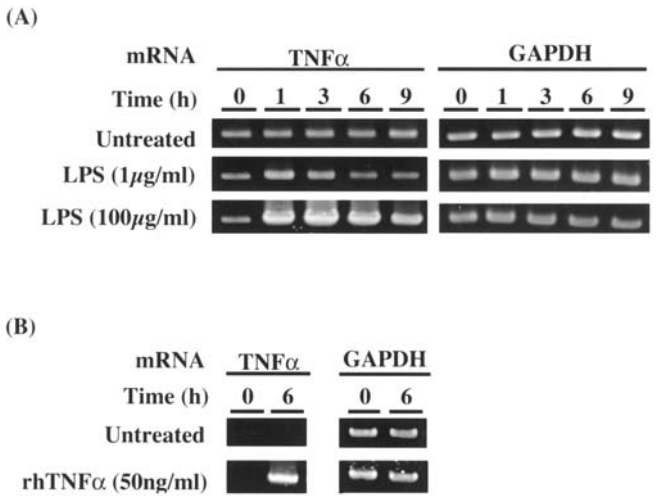 (A)
mRNA TNFα GAPDH
Time (h) 0 1 3 6 9 0 1 3 6 9
Untreated
LPS (1μg/ml)
LPS (100μg/ml)
(B)
mRNA TNFα GAPDH
Time (h) 0 6 0 6
Untreated
rhTNFα (50ng/ml)